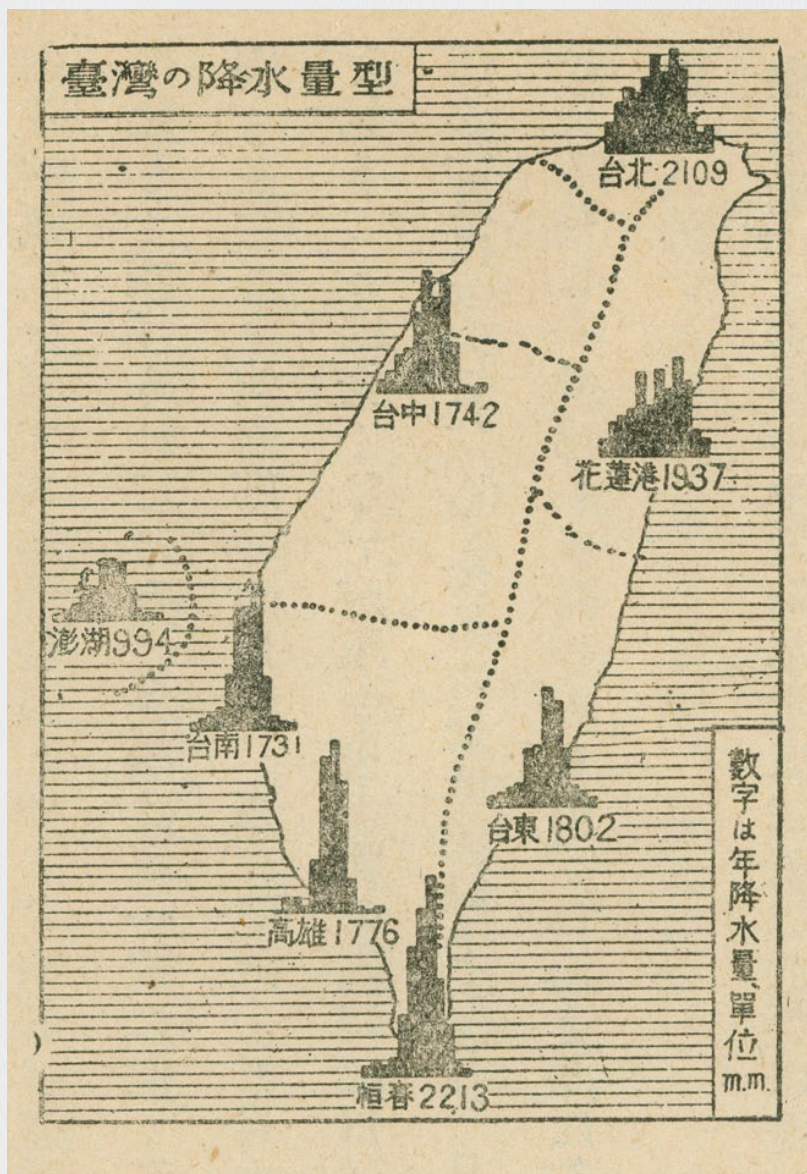 臺灣の降水量型
台北2109
台中1742
花蓮港1937
澎湖994
台南1731
台東1802
高雄1776
恒春2213
數字は年降水量、單位m.m.